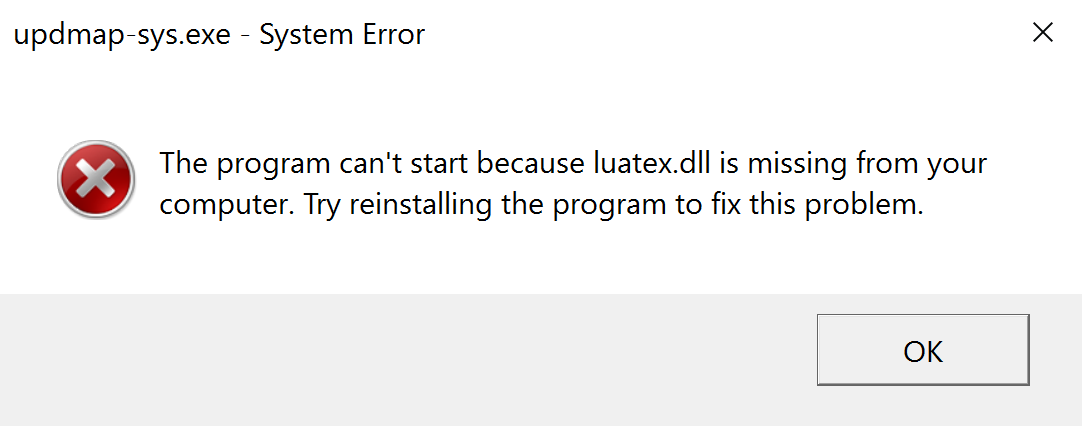 updmap-sys.exe - System Error
The program can't start because luatex.dll is missing from your
computer. Try reinstalling the program to fix this problem.
OK